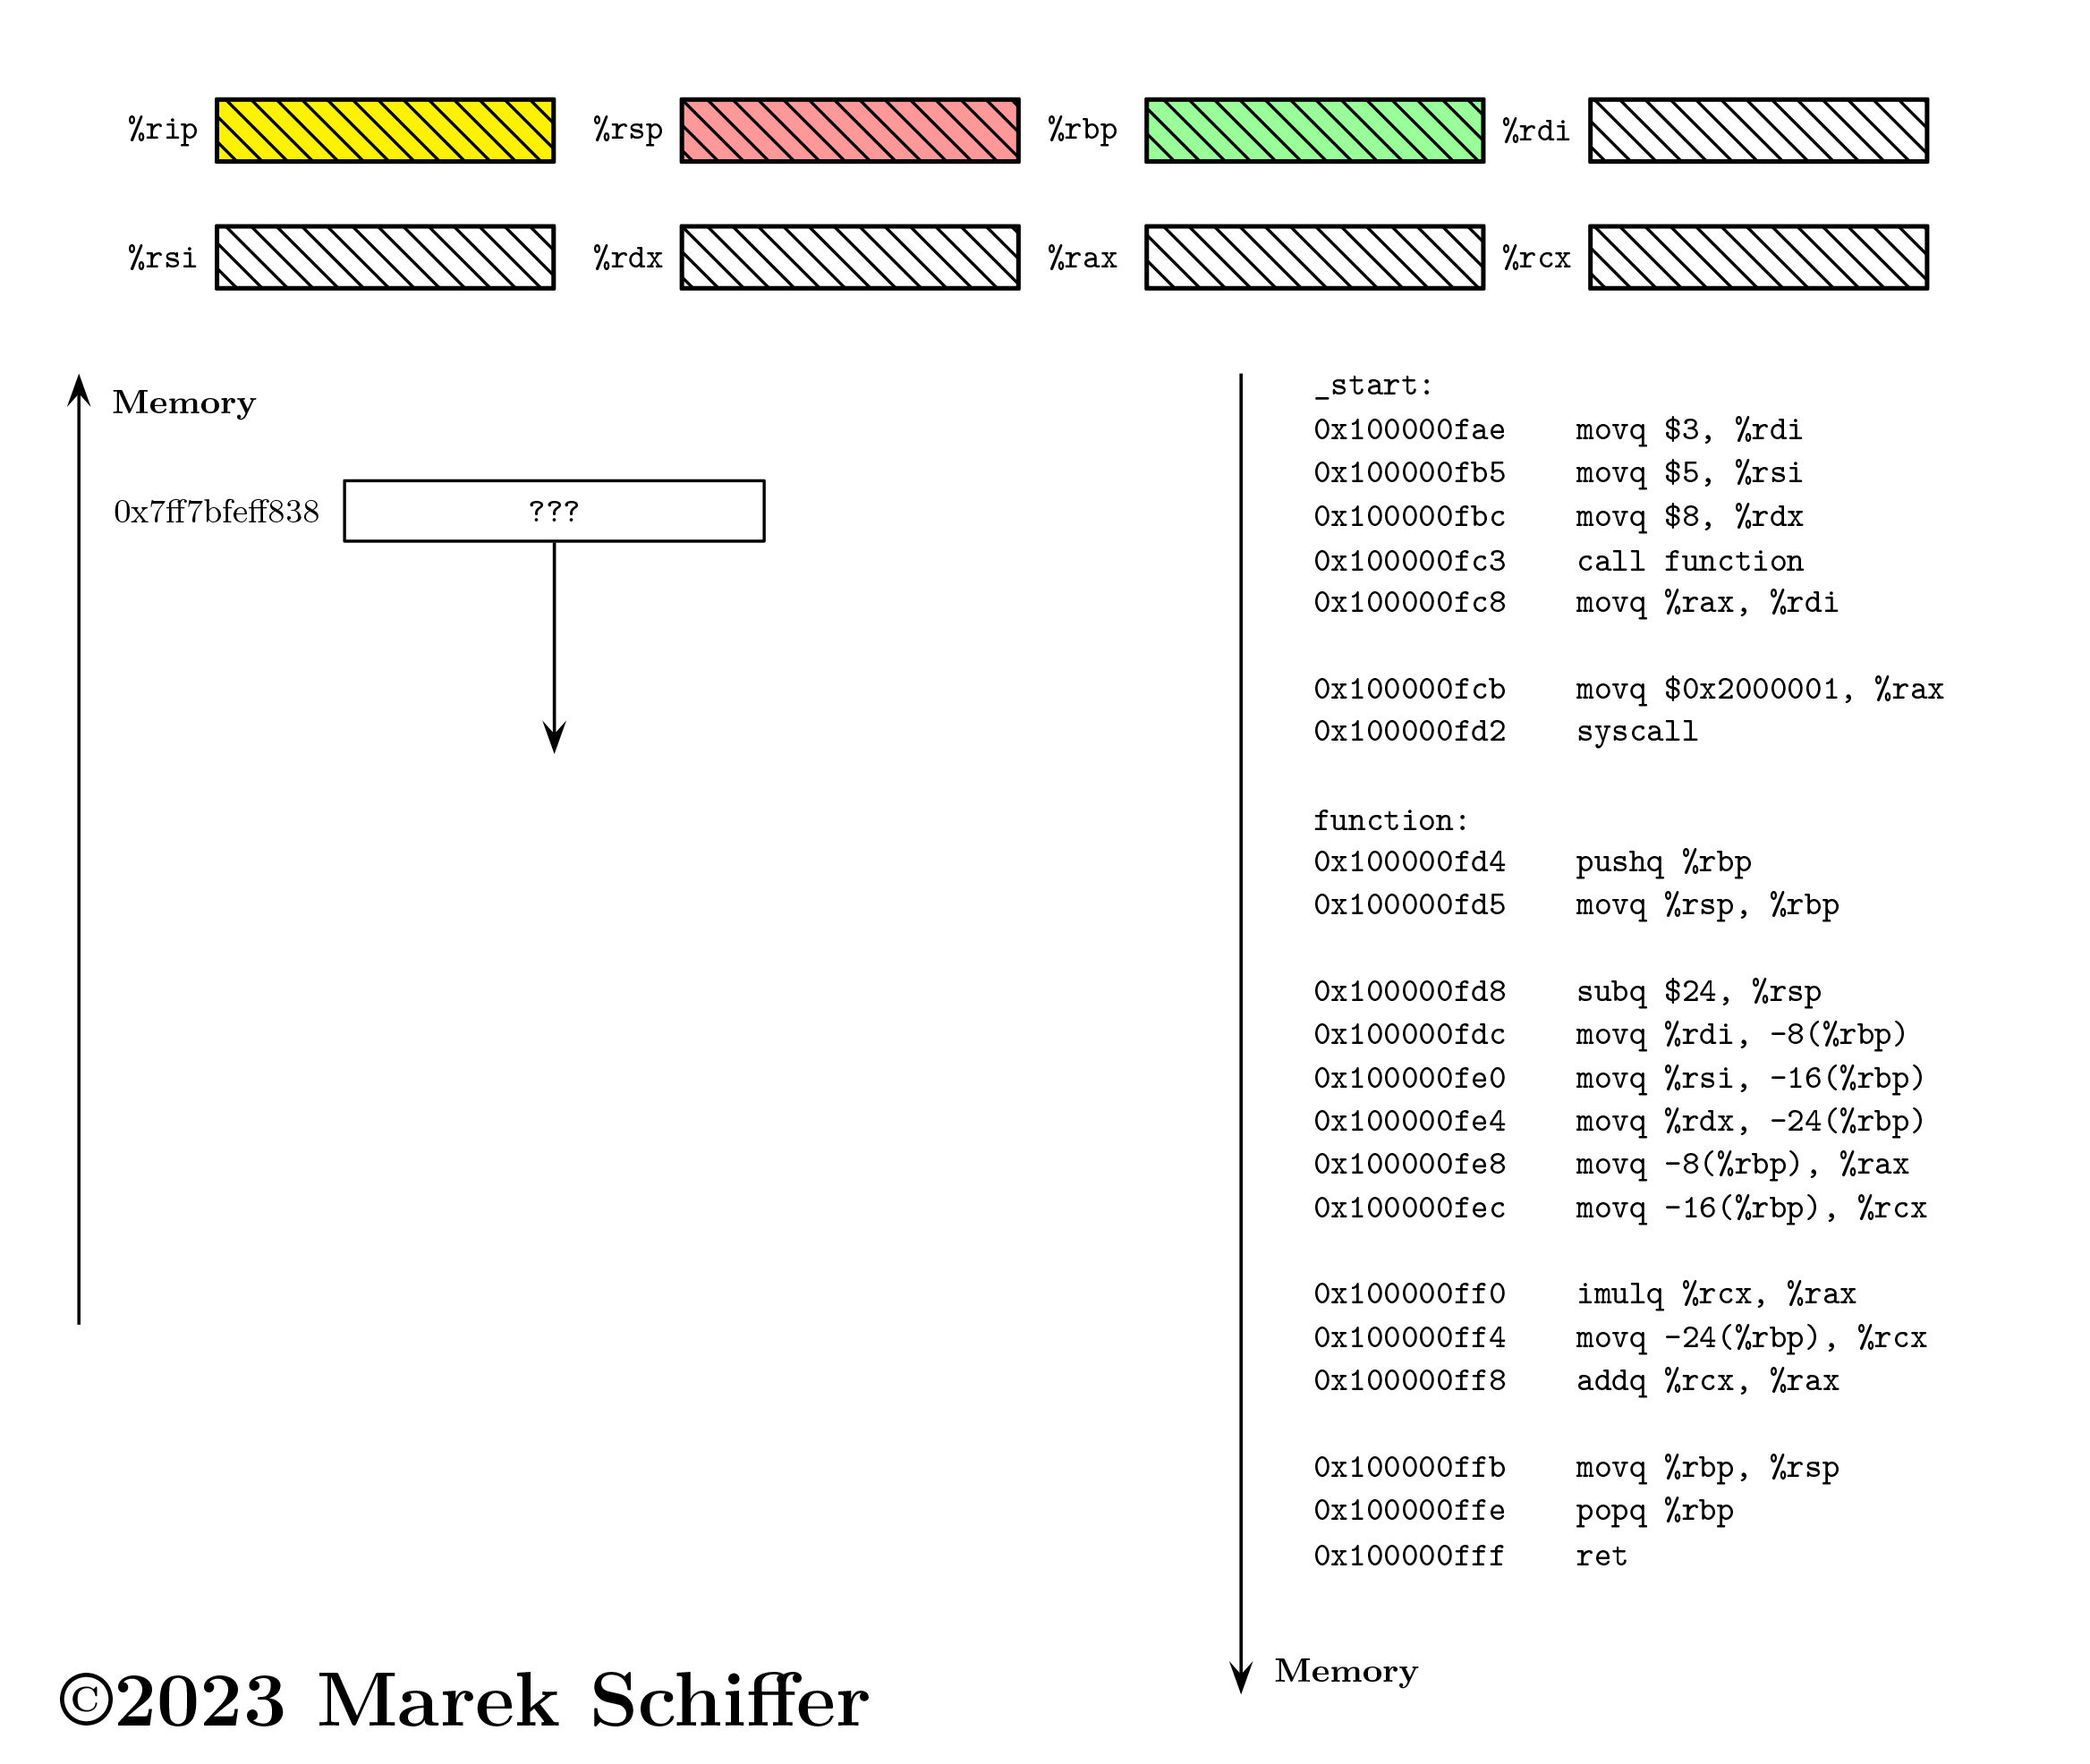 %rip %rsp %rbp %rdi
%rsi %rdx %rax %rcx
Memory
0x7ff7bfeff838 ???
_start:
0x100000fae movq $3, %rdi
0x100000fb5 movq $5, %rsi
0x100000fbc movq $8, %rdx
0x100000fc3 call function
0x100000fc8 movq %rax, %rdi
0x100000fcb movq $0x2000001, %rax
0x100000fd2 syscall
function:
0x100000fd4 pushq %rbp
0x100000fd5 movq %rsp, %rbp
0x100000fd8 subq $24, %rsp
0x100000fdc movq %rdi, -8(%rbp)
0x100000fe0 movq %rsi, -16(%rbp)
0x100000fe4 movq %rdx, -24(%rbp)
0x100000fe8 movq -8(%rbp), %rax
0x100000fec movq -16(%rbp), %rcx
0x100000ff0 imulq %rcx, %rax
0x100000ff4 movq -24(%rbp), %rcx
0x100000ff8 addq %rcx, %rax
0x100000ffb movq %rbp, %rsp
0x100000ffe popq %rbp
0x100000fff ret
Memory
©2023 Marek Schiffer